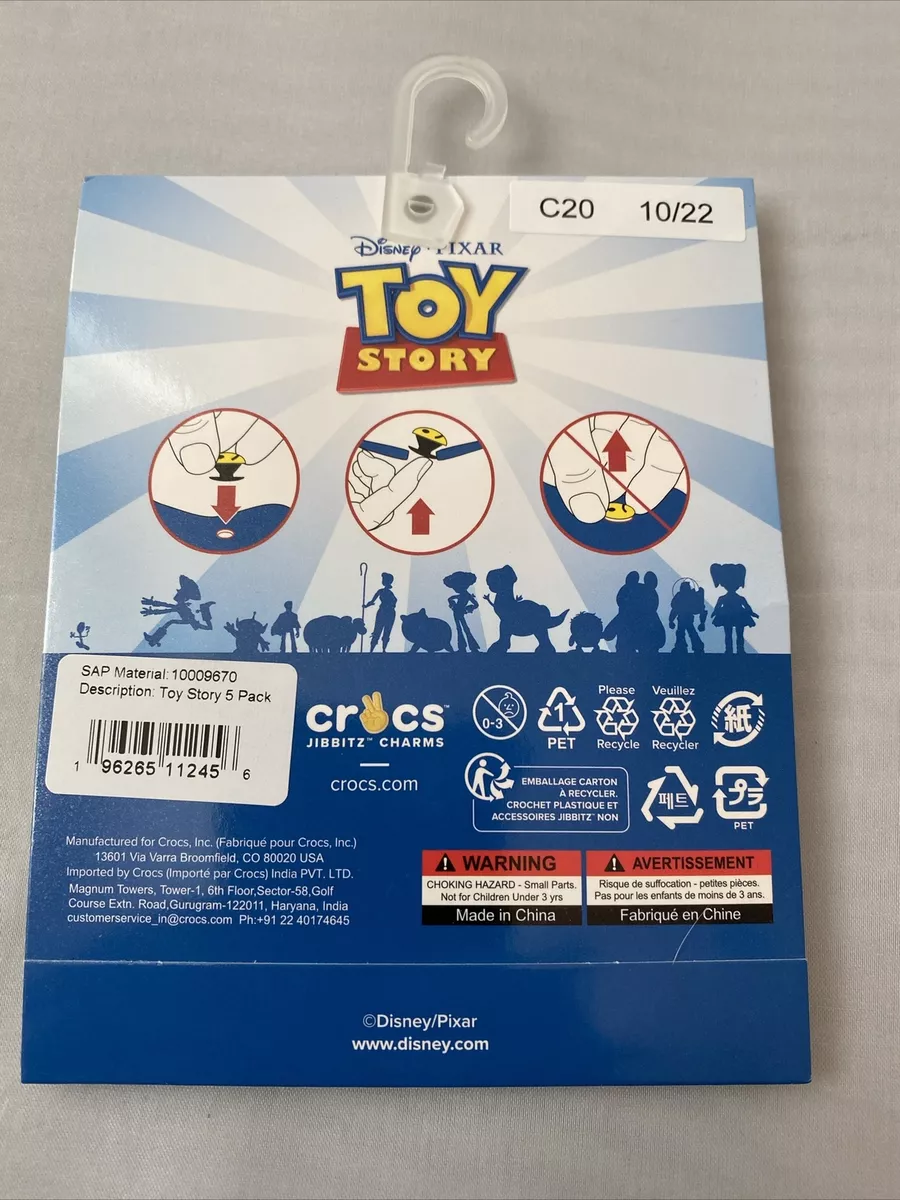 C20 10/22
Disney PIXAR
TOY
STORY
SAP Material: 10009670
Description: Toy Story 5 Pack
1 96265 11245 6
crocs™
JIBBITZ™ CHARMS
crocs.com
0-3
1
PET
Please
Recycle
Veuillez
Recycler
紙
EMBALLAGE CARTON
À RECYCLER.
CROCHET PLASTIQUE ET
ACCESSOIRES JIBBITZ™ NON
페트
プラ
PET
Manufactured for Crocs, Inc. (Fabriqué pour Crocs, Inc.)
13601 Via Varra Broomfield, CO 80020 USA
Imported by Crocs (Importé par Crocs) India PVT. LTD.
Magnum Towers, Tower-1, 6th Floor,Sector-58,Golf
Course Extn. Road,Gurugram-122011, Haryana, India
customerservice_in@crocs.com Ph:+91 22 40174645
WARNING
CHOKING HAZARD - Small Parts.
Not for Children Under 3 yrs
Made in China
AVERTISSEMENT
Risque de suffocation - petites pièces.
Pas pour les enfants de moins de 3 ans.
Fabriqué en Chine
©Disney/Pixar
www.disney.com